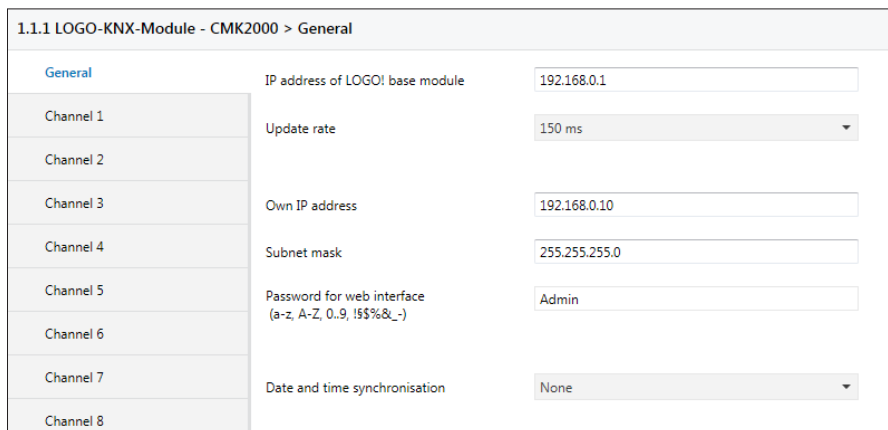 1.1.1 LOGO-KNX-Module - CMK2000 > General
General
Channel 1
Channel 2
Channel 3
Channel 4
Channel 5
Channel 6
Channel 7
Channel 8
IP address of LOGO! base module 192.168.0.1
Update rate 150 ms
Own IP address 192.168.0.10
Subnet mask 255.255.255.0
Password for web interface Admin
(a-z, A-Z, 0..9, !§$%&_-)
Date and time synchronisation None